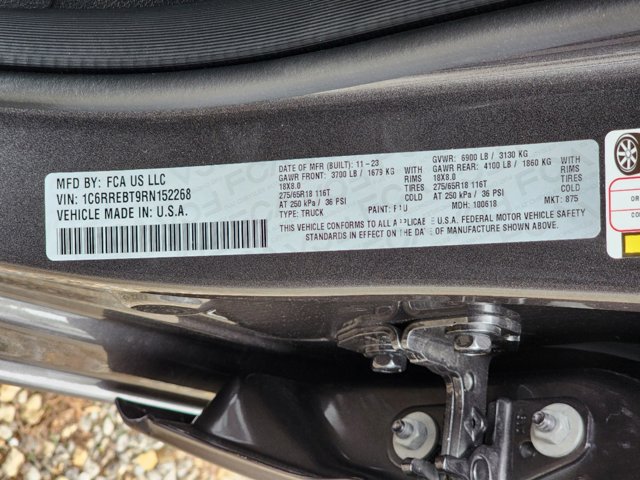 MFD BY: FCA US LLC
VIN: 1C6RREBT9RN152268
VEHICLE MADE IN: U.S.A.
DATE OF MFR (BUILT): 11-23
GAWR FRONT: 3700 LB / 1679 KG
WITH RIMS
18X8.0
275/65R18 116T
COLD
AT 250 kPa / 36 PSI
TYPE: TRUCK
PAINT:
GVWR: 6900 LB / 3130 KG
GAWR REAR: 4100 LB / 1860 KG
WITH RIMS
18X8.0
275/65R18 116T
COLD
AT 250 kPa / 36 PSI
MDH: 100618
MKT: 875
VEHICLE CONFORMS TO ALL APPLICABLE U.S.A. FEDERAL MOTOR VEHICLE SAFETY
STANDARDS IN EFFECT ON THE DATE OF MANUFACTURE SHOWN ABOVE.